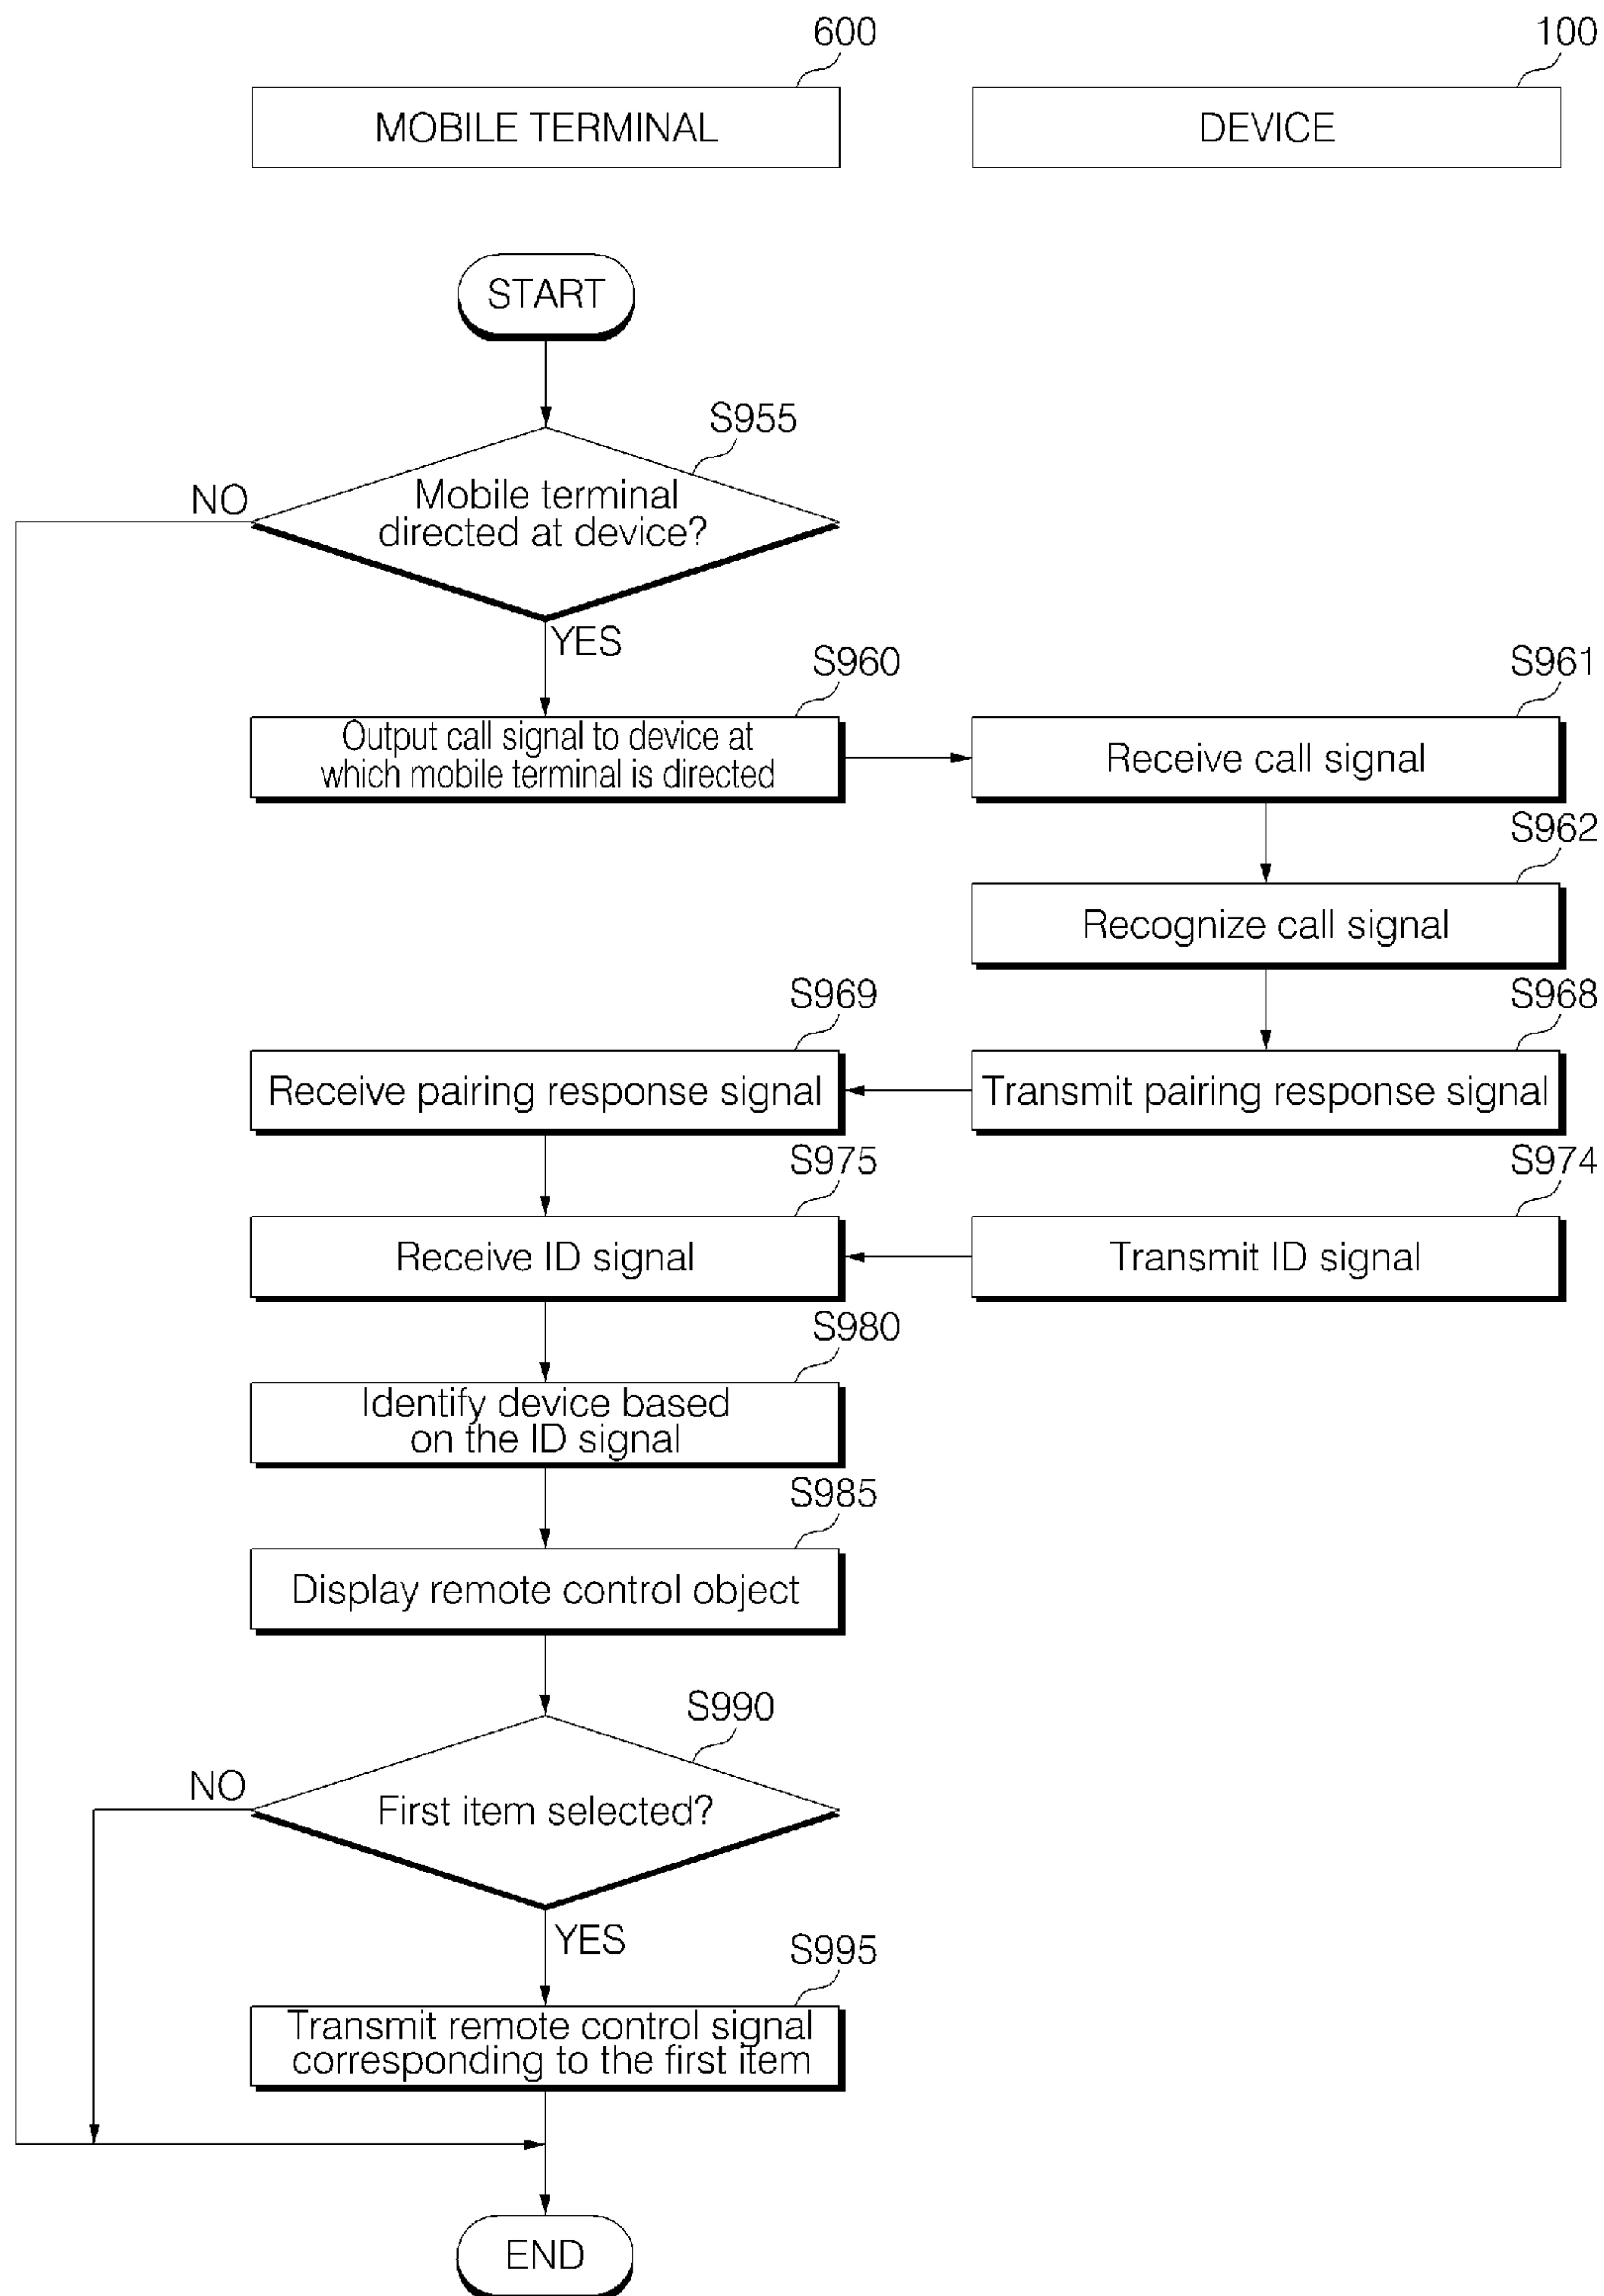 600
100
MOBILE TERMINAL
DEVICE
START
S955
NO
Mobile terminal
directed at device?
YES
S960
S961
Output call signal to device at
which mobile terminal is directed
Receive call signal
S962
Recognize call signal
S969
S968
Receive pairing response signal
Transmit pairing response signal
S975
S974
Receive ID signal
Transmit ID signal
S980
Identify device based
on the ID signal
S985
Display remote control object
S990
NO
First item selected?
YES
S995
Transmit remote control signal
corresponding to the first item
END